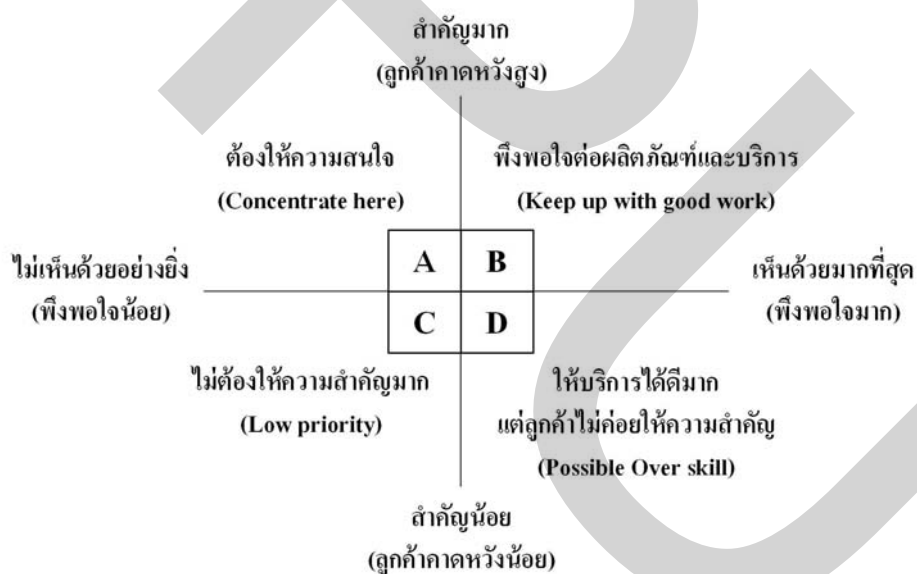 สำคัญมาก
(ลูกค้าคาดหวังสูง)
ต้องให้ความสนใจ
(Concentrate here)
พึงพอใจต่อผลิตภัณฑ์และบริการ
(Keep up with good work)
ไม่เห็นด้วยอย่างยิ่ง
(พึงพอใจน้อย)
A B
C D
เห็นด้วยมากที่สุด
(พึงพอใจมาก)
ไม่ต้องให้ความสำคัญมาก
(Low priority)
ให้บริการได้ดีมาก
แต่ลูกค้าไม่ค่อยให้ความสำคัญ
(Possible Over skill)
สำคัญน้อย
(ลูกค้าคาดหวังน้อย)